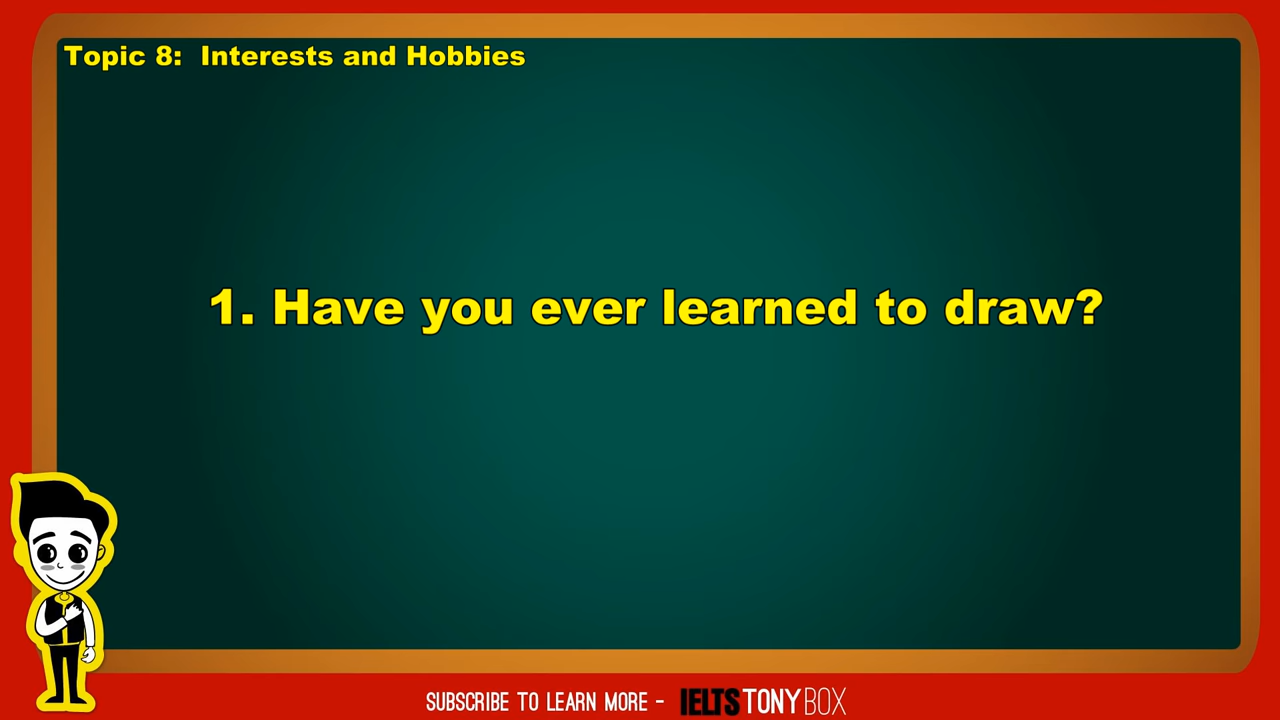 Topic 8:  Interests and Hobbies
1. Have you ever learned to draw?
SUBSCRIBE TO LEARN MORE - IELTSTONYBOX